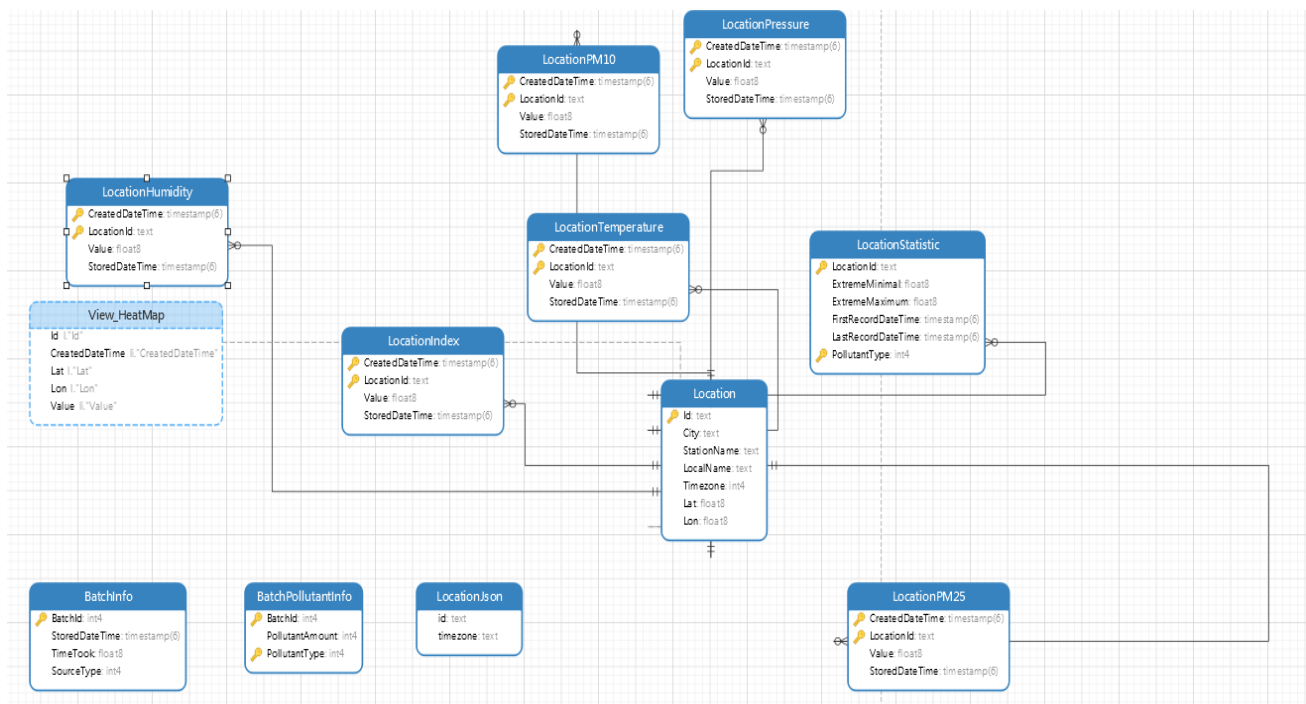 LocationPressure
CreatedDateTime: timestamp(6)
LocationId: text
Value: float8
StoredDateTime: timestamp(6)
LocationPM10
CreatedDateTime: timestamp(6)
LocationId: text
Value: float8
StoredDateTime: timestamp(6)
LocationHumidity
CreatedDateTime: timestamp(6)
LocationId: text
Value: float8
StoredDateTime: timestamp(6)
LocationTemperature
CreatedDateTime: timestamp(6)
LocationId: text
Value: float8
StoredDateTime: timestamp(6)
LocationStatistic
LocationId: text
ExtremeMinimal: float8
ExtremeMaximum: float8
FirstRecordDateTime: timestamp(6)
LastRecordDateTime: timestamp(6)
PollutantType: int4
View_HeatMap
Id l."Id"
CreatedDateTime li."CreatedDateTime"
Lat l."Lat"
Lon l."Lon"
Value li."Value"
LocationIndex
CreatedDateTime: timestamp(6)
LocationId: text
Value: float8
StoredDateTime: timestamp(6)
Location
Id: text
City: text
StationName: text
LocalName: text
Timezone: int4
Lat: float8
Lon: float8
BatchInfo
BatchId: int4
StoredDateTime: timestamp(6)
TimeTook: float8
SourceType: int4
BatchPollutantInfo
BatchId: int4
PollutantAmount: int4
PollutantType: int4
LocationJson
id: text
timezone: text
LocationPM25
CreatedDateTime: timestamp(6)
LocationId: text
Value: float8
StoredDateTime: timestamp(6)